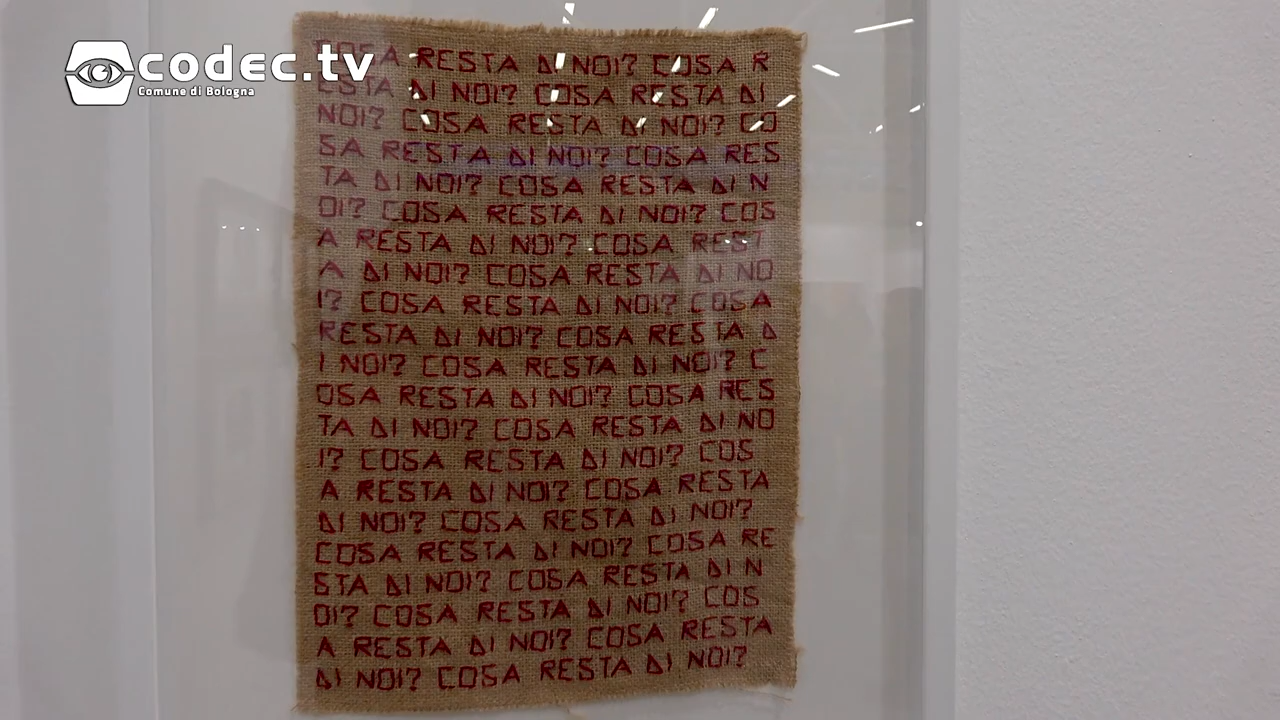 codec.tv
Comune di Bologna
COSA RESTA DI NOI? COSA R
ESTA DI NOI? COSA RESTA DI
NOI? COSA RESTA DI NOI? CO
SA RESTA DI NOI? COSA RES
TA DI NOI? COSA RESTA DI N
OI? COSA RESTA DI NOI? COS
A RESTA DI NOI? COSA REST
A DI NOI? COSA RESTA DI NO
I? COSA RESTA DI NOI? COSA
RESTA DI NOI? COSA RESTA D
I NOI? COSA RESTA DI NOI? C
OSA RESTA DI NOI? COSA RES
TA DI NOI? COSA RESTA DI NO
I? COSA RESTA DI NOI? COS
A RESTA DI NOI? COSA RESTA
DI NOI? COSA RESTA DI NOI?
COSA RESTA DI NOI? COSA RE
STA DI NOI? COSA RESTA DI N
OI? COSA RESTA DI NOI? COS
A RESTA DI NOI? COSA RESTA
DI NOI? COSA RESTA DI NOI?